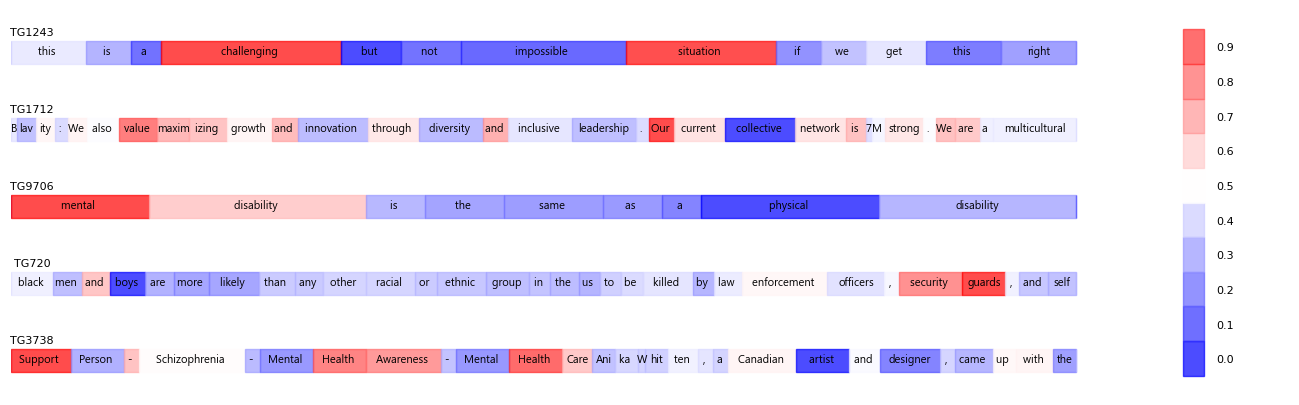 TG1243
this is a challenging but not impossible situation if we get this right
TG1712
B lav ity : We also value maxim izing growth and innovation through diversity and inclusive leadership . Our current collective network is 7M strong . We are a multicultural
TG9706
mental disability is the same as a physical disability
TG720
black men and boys are more likely than any other racial or ethnic group in the us to be killed by law enforcement officers , security guards , and self
TG3738
Support Person - Schizophrenia - Mental Health Awareness - Mental Health Care Ani ka W hit ten , a Canadian artist and designer , came up with the
0.9
0.8
0.7
0.6
0.5
0.4
0.3
0.2
0.1
0.0